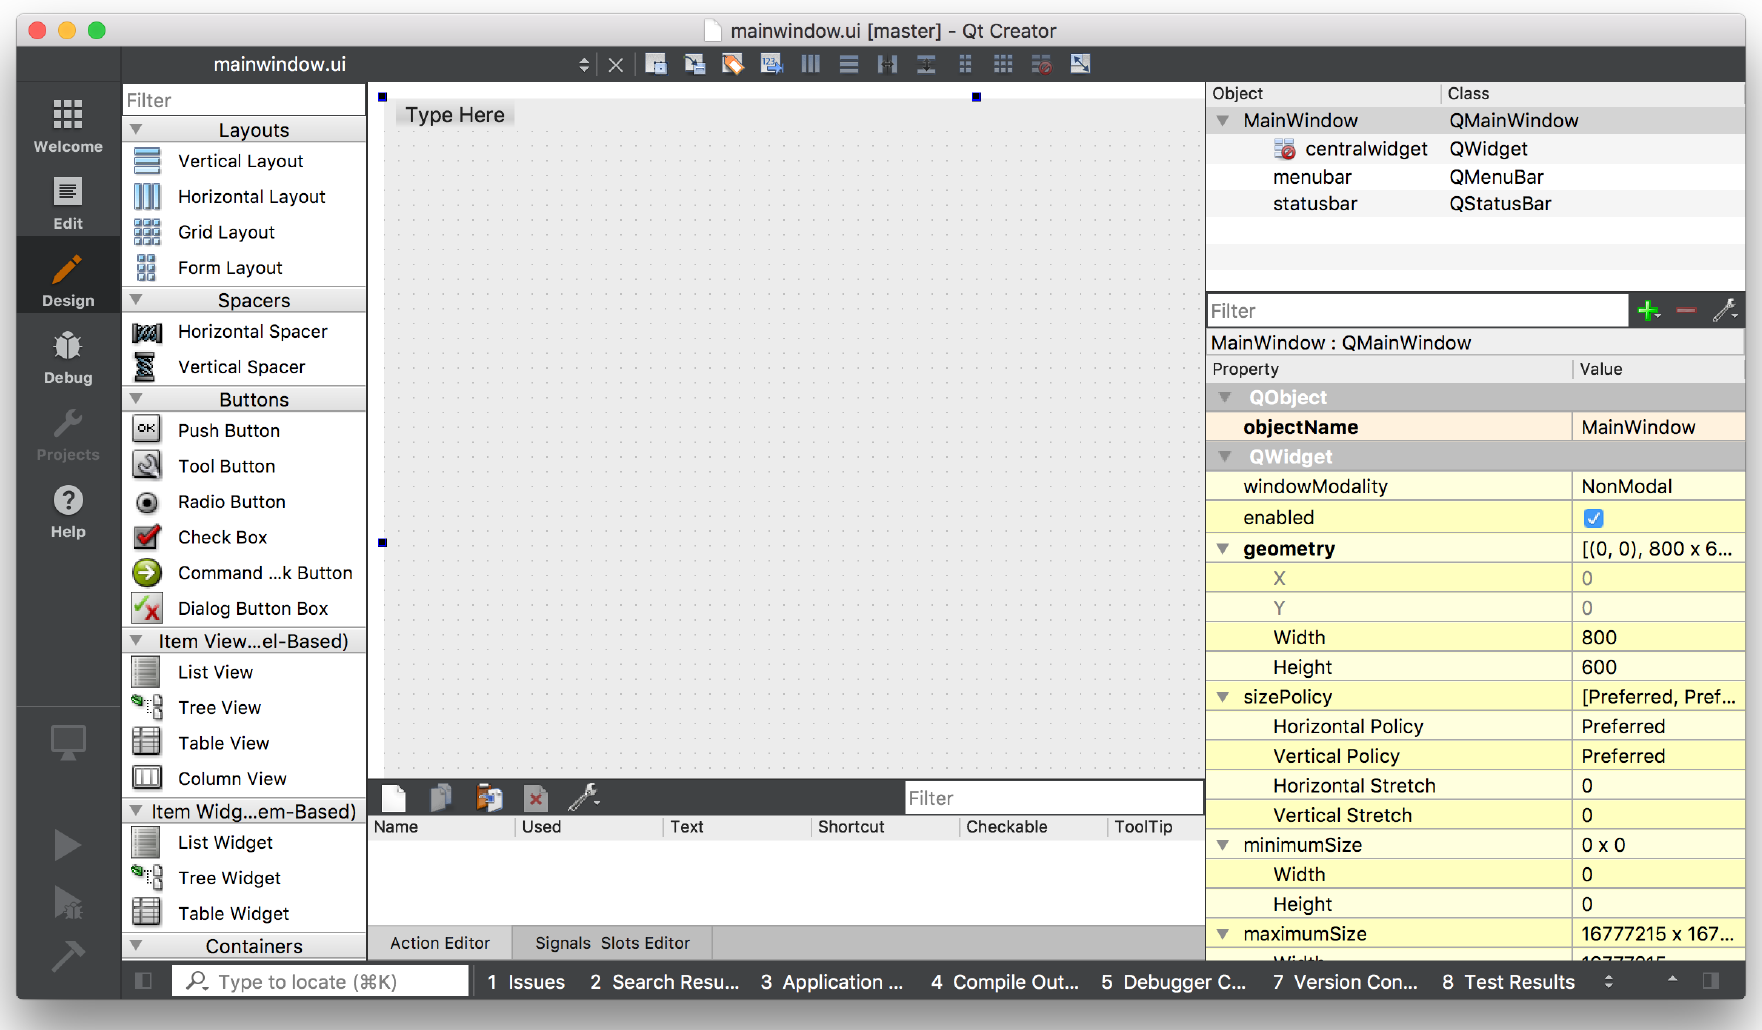 mainwindow.ui [master] - Qt Creator
mainwindow.ui
Welcome
Edit
Design
Debug
Projects
Help
Filter
Layouts
Vertical Layout
Horizontal Layout
Grid Layout
Form Layout
Spacers
Horizontal Spacer
Vertical Spacer
Buttons
OK
Push Button
Tool Button
Radio Button
Check Box
Command ...k Button
Dialog Button Box
Item View...el-Based)
List View
Tree View
Table View
Column View
Item Widg...em-Based)
List Widget
Tree Widget
Table Widget
Containers
123
Type Here
Filter
Name Used Text Shortcut Checkable ToolTip
Action Editor Signals Slots Editor
Object Class
MainWindow QMainWindow
centralwidget QWidget
menubar QMenuBar
statusbar QStatusBar
Filter
MainWindow : QMainWindow
Property Value
QObject
objectName MainWindow
QWidget
windowModality NonModal
enabled
geometry [(0, 0), 800 x 6...
X 0
Y 0
Width 800
Height 600
sizePolicy [Preferred, Pref...
Horizontal Policy Preferred
Vertical Policy Preferred
Horizontal Stretch 0
Vertical Stretch 0
minimumSize 0 x 0
Width 0
Height 0
maximumSize 16777215 x 167...
Width 16777215
Type to locate (⌘K)
1 Issues 2 Search Resu... 3 Application ... 4 Compile Out... 5 Debugger C... 7 Version Con... 8 Test Results